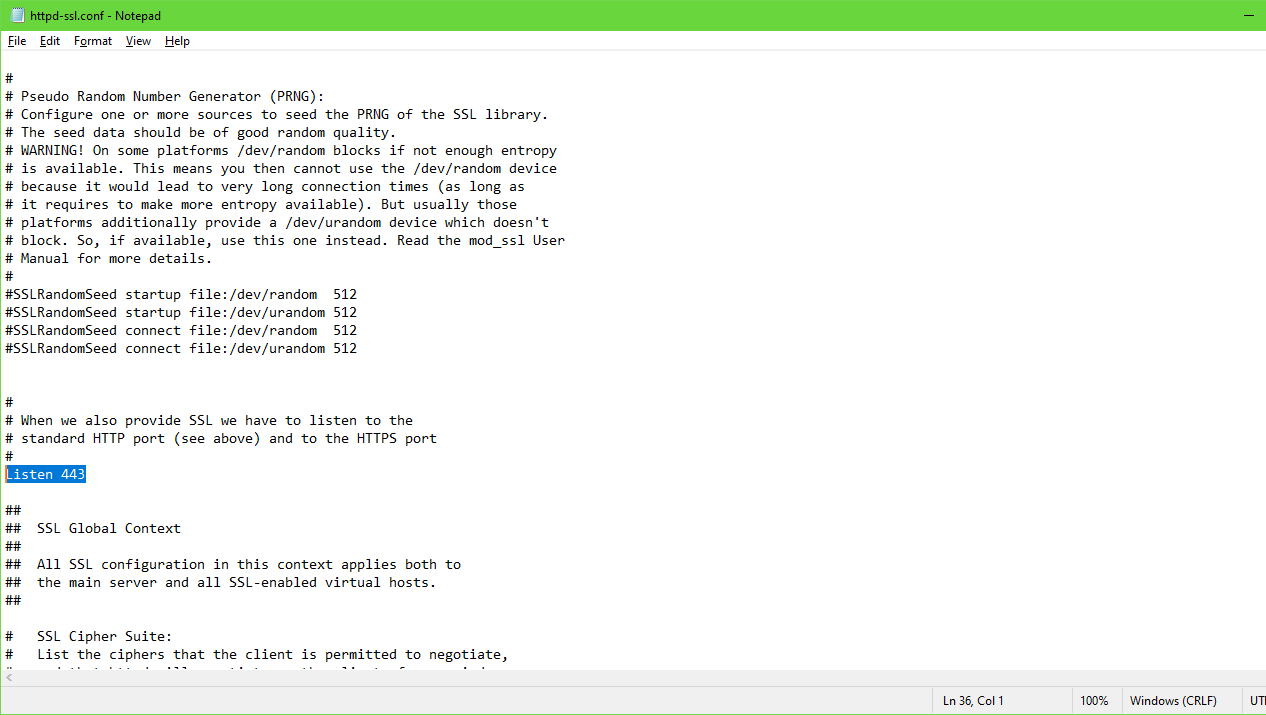 httpd-ssl.conf - Notepad
File Edit Format View Help
#
# Pseudo Random Number Generator (PRNG):
# Configure one or more sources to seed the PRNG of the SSL library.
# The seed data should be of good random quality.
# WARNING! On some platforms /dev/random blocks if not enough entropy
# is available. This means you then cannot use the /dev/random device
# because it would lead to very long connection times (as long as
# it requires to make more entropy available). But usually those
# platforms additionally provide a /dev/urandom device which doesn't
# block. So, if available, use this one instead. Read the mod_ssl User
# Manual for more details.
#
#SSLRandomSeed startup file:/dev/random  512
#SSLRandomSeed startup file:/dev/urandom 512
#SSLRandomSeed connect file:/dev/random  512
#SSLRandomSeed connect file:/dev/urandom 512
#
# When we also provide SSL we have to listen to the
# standard HTTP port (see above) and to the HTTPS port
#
Listen 443
##
##  SSL Global Context
##
##  All SSL configuration in this context applies both to
##  the main server and all SSL-enabled virtual hosts.
##
#   SSL Cipher Suite:
#   List the ciphers that the client is permitted to negotiate,
Ln 36, Col 1 100% Windows (CRLF)